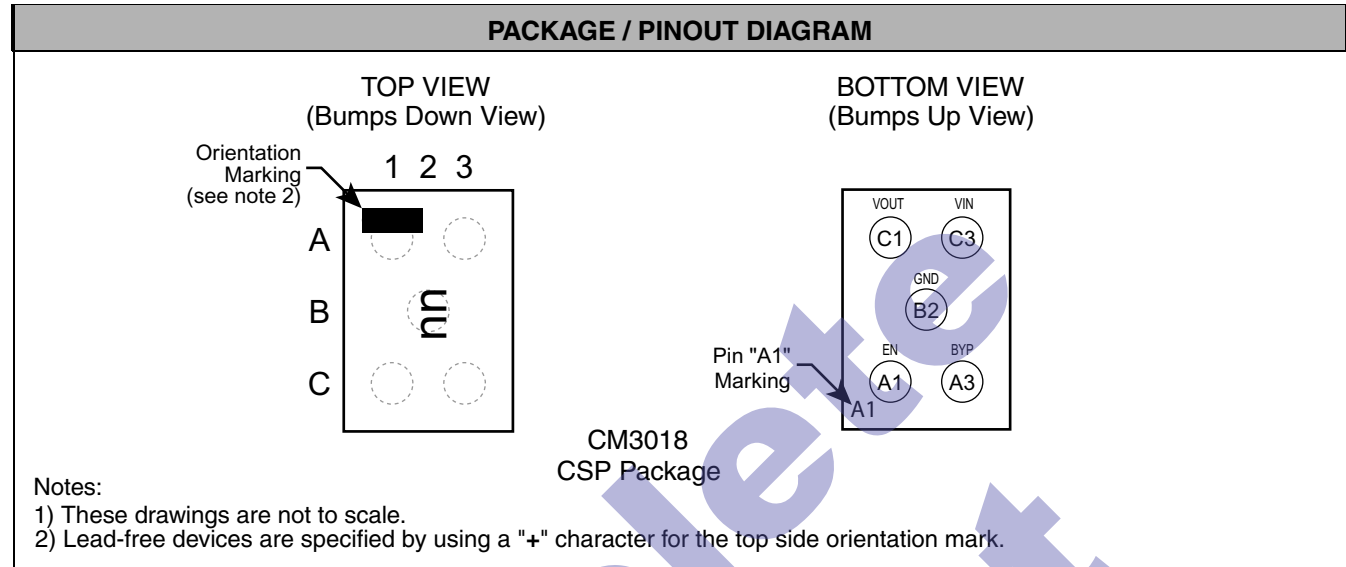 PACKAGE / PINOUT DIAGRAM
TOP VIEW
(Bumps Down View)
Orientation
Marking
(see note 2)
1 2 3
A
B
C
nn
BOTTOM VIEW
(Bumps Up View)
VOUT VIN
C1 C3
GND
B2
EN BYP
A1 A3
Pin "A1"
Marking
A1
CM3018
CSP Package
Notes:
1) These drawings are not to scale.
2) Lead-free devices are specified by using a "+" character for the top side orientation mark.